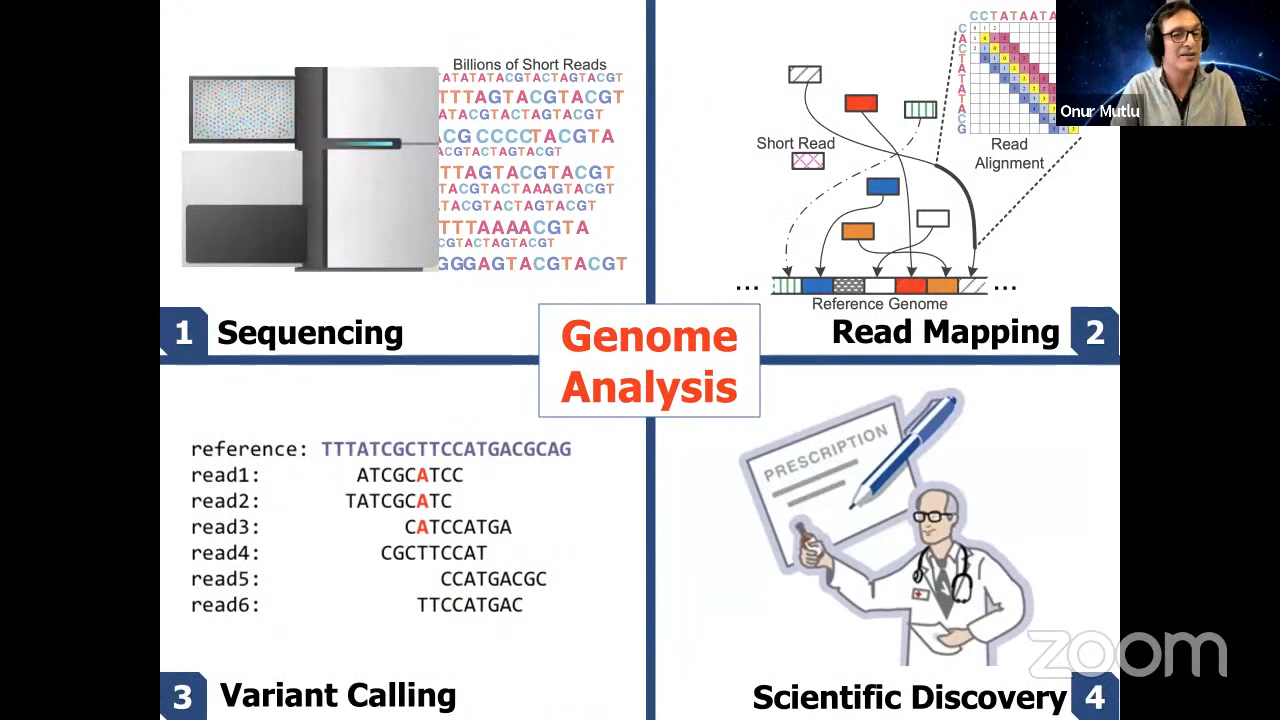 Billions of Short Reads
TATATATACGTACTAGTACGT
TTTAGTACGTACGT
ATACGTACTAGTACGT
ACG CCCCTACGTA
ACGTACTAGTACGT
TTTAGTACGTACGT
TACGTACTAAAGTACGT
TACGTACTAGTACGT
TTTAAAACGTA
CGTACTAGTACGT
GGGAGTACGTACGT
1 Sequencing
CCTATAATA
C
A
C
T
A
T
A
T
A
C
G
Onur Mutlu
Short Read
Read
Alignment
...
...
Reference Genome
Read Mapping 2
Genome
Analysis
reference: TTTATCGCTTCCATGACGCAG
read1: ATCGCATCC
read2: TATCGCATC
read3: CATCCATGA
read4: CGCTTCCAT
read5: CCATGACGC
read6: TTCCATGAC
3 Variant Calling
PRESCRIPTION
Scientific Discovery 4
zoom